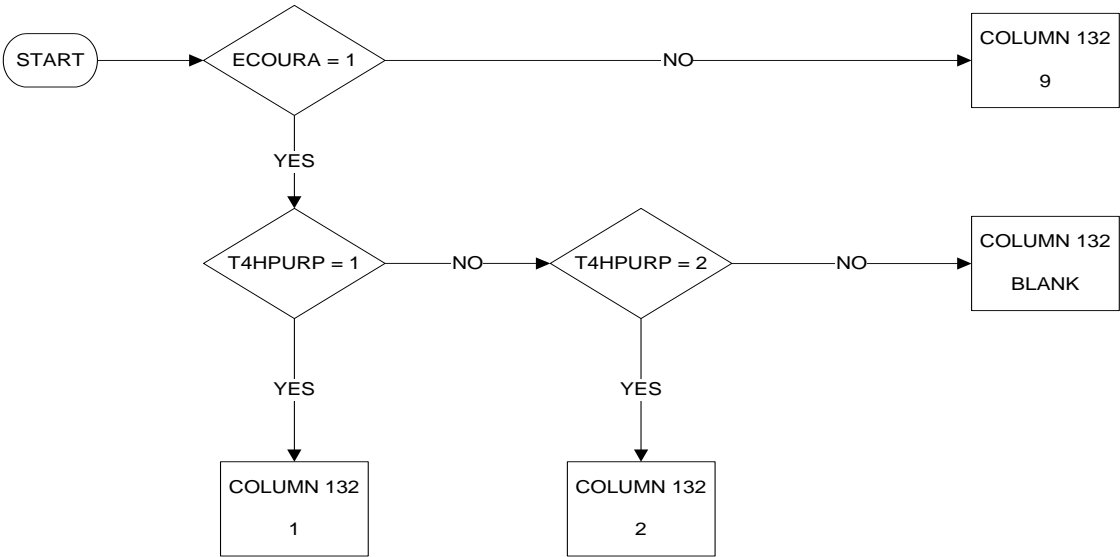 START
ECOURA = 1
NO
COLUMN 132
9
YES
T4HPURP = 1
NO
T4HPURP = 2
NO
COLUMN 132
BLANK
YES
YES
COLUMN 132
1
COLUMN 132
2